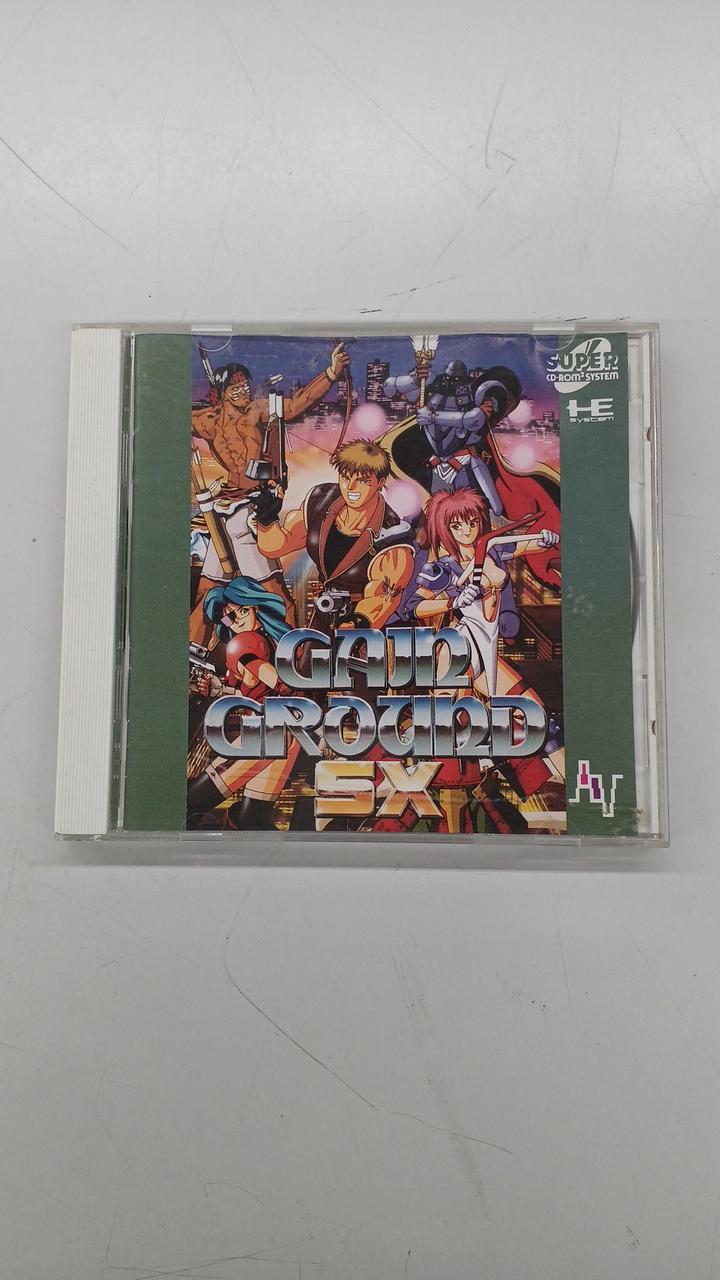 SUPER
CD-ROM² SYSTEM
HE
system
GAIN
GROUND
SX